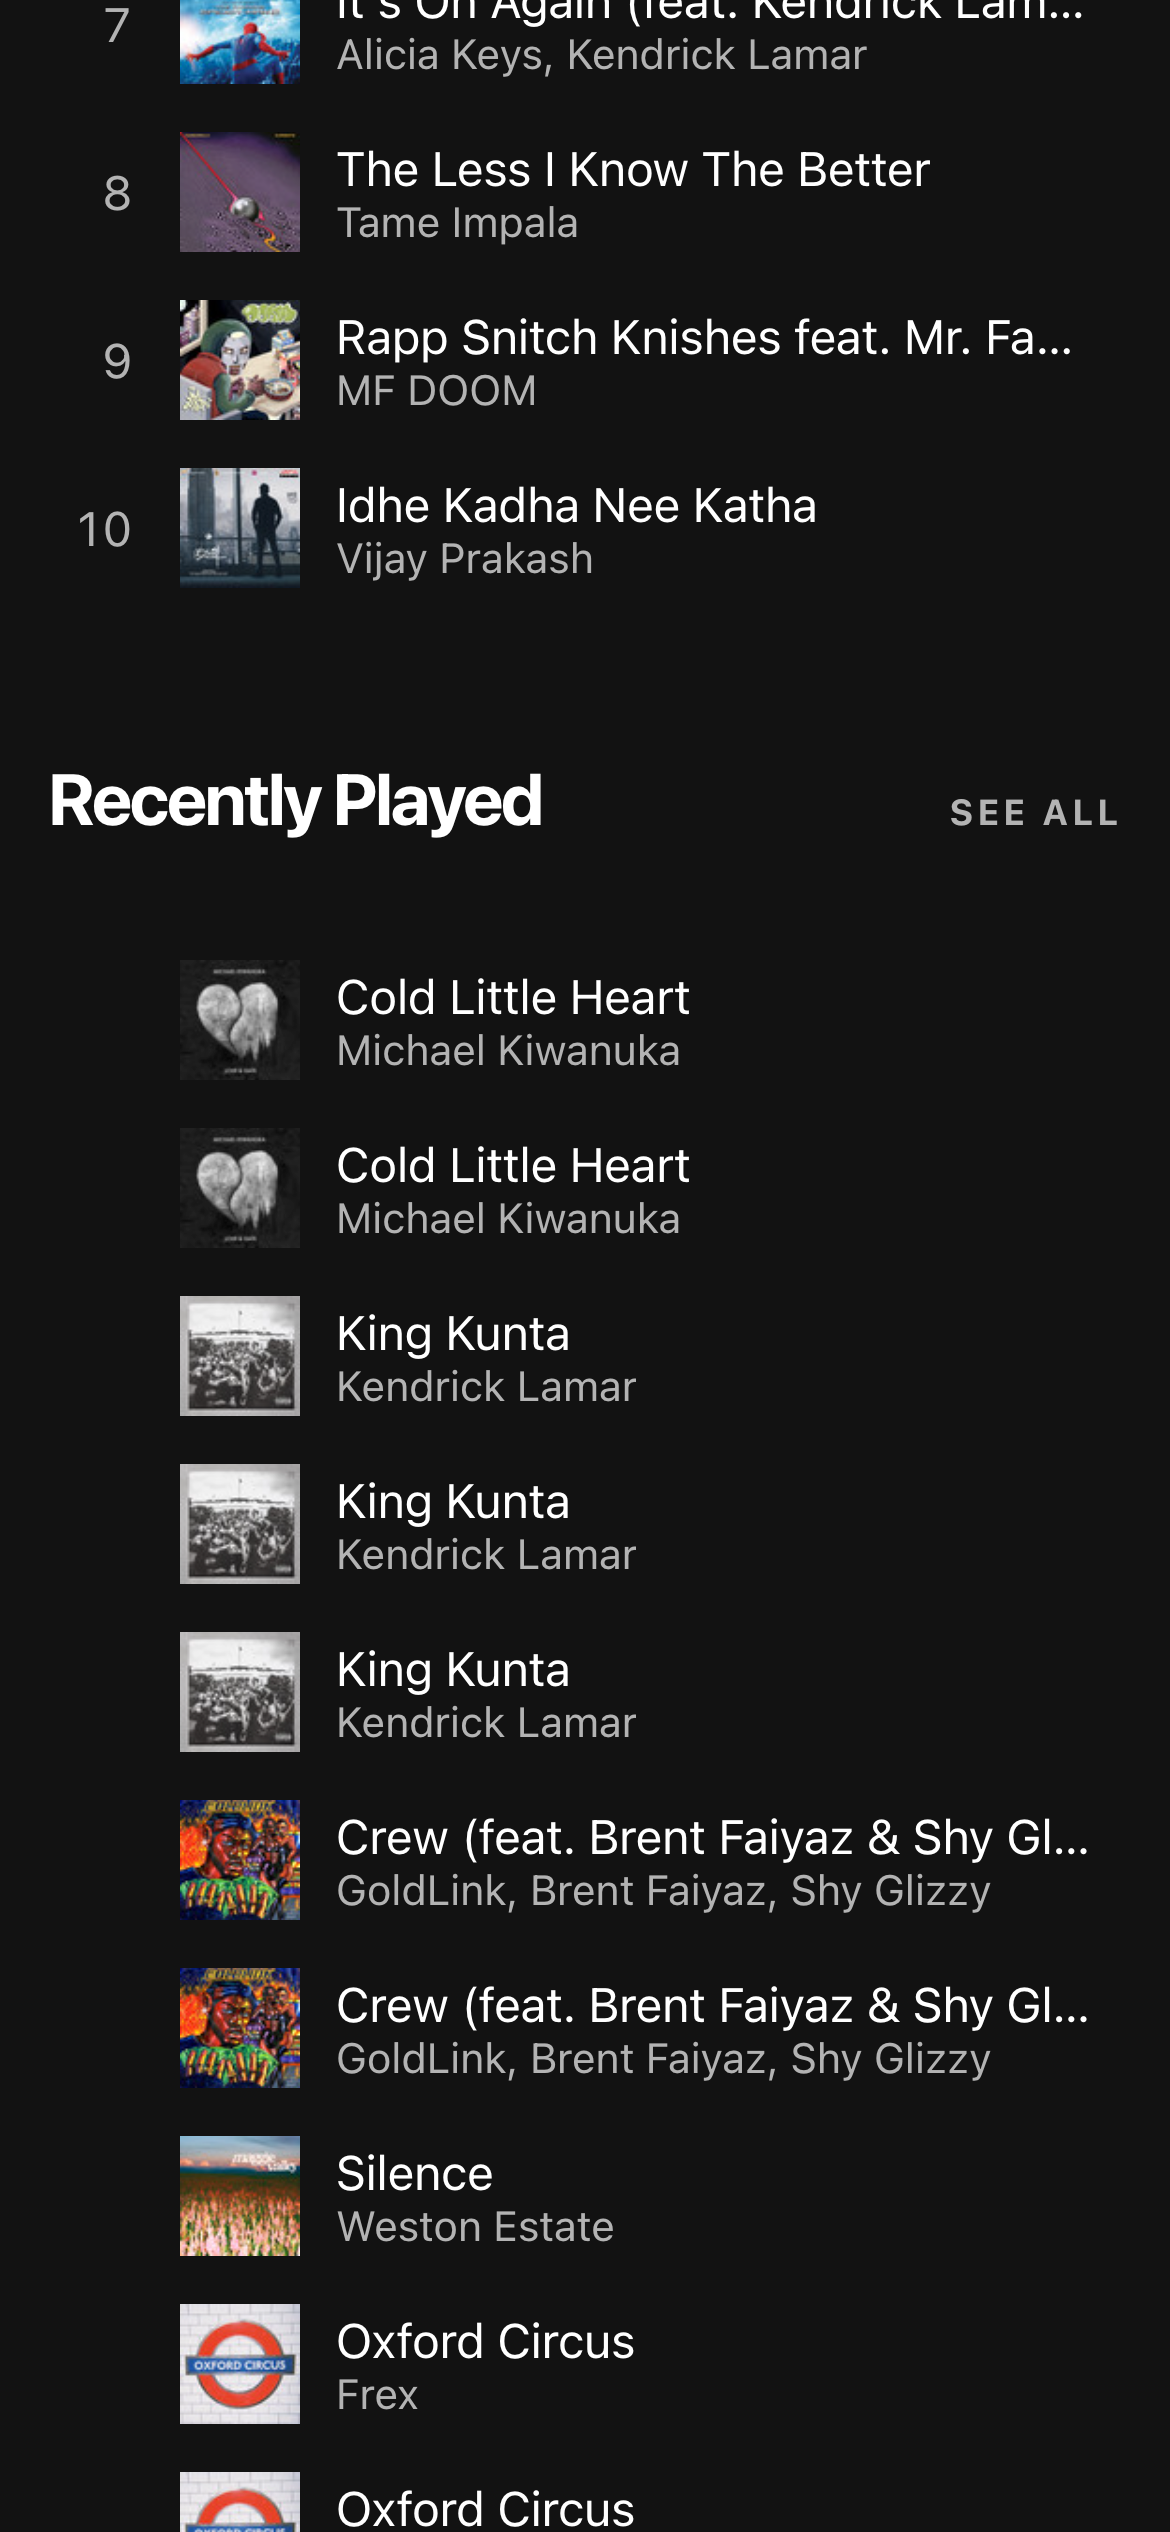 7
It's On Again (feat. Kendrick Lam...
Alicia Keys, Kendrick Lamar
8
The Less I Know The Better
Tame Impala
9
Rapp Snitch Knishes feat. Mr. Fa...
MF DOOM
10
Idhe Kadha Nee Katha
Vijay Prakash
Recently Played
SEE ALL
Cold Little Heart
Michael Kiwanuka
Cold Little Heart
Michael Kiwanuka
King Kunta
Kendrick Lamar
King Kunta
Kendrick Lamar
King Kunta
Kendrick Lamar
Crew (feat. Brent Faiyaz & Shy Gl...
GoldLink, Brent Faiyaz, Shy Glizzy
Crew (feat. Brent Faiyaz & Shy Gl...
GoldLink, Brent Faiyaz, Shy Glizzy
Silence
Weston Estate
OXFORD CIRCUS
Oxford Circus
Frex
Oxford Circus